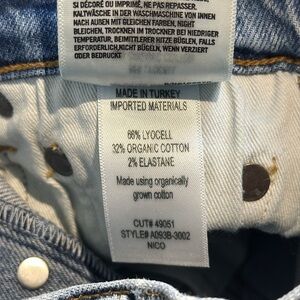 SI DÉCORÉ OU IMPRIMÉ, NE PAS REPASSER.
KALTWÄSCHE IN DER WASCHMASCHINE VON INNEN
NACH AUßEN MIT GLEICHEN FARBEN, NIGHT
BLEICHEN, TROCKNEN IM TROCKNER BEI NIEDRIGER
TEMPERATUR, BEIMITTLERER HITZE BÜGLEN, FALLS
ERFORDERLICH,NICHT BÜGELN, WENN VERZIERT
ODER BEDRUCKT
MADE IN TURKEY
IMPORTED MATERIALS
66% LYOCELL
32% ORGANIC COTTON
2% ELASTANE
Made using organically
grown cotton
CUT# 49051
STYLE# A093B-3002
NICO